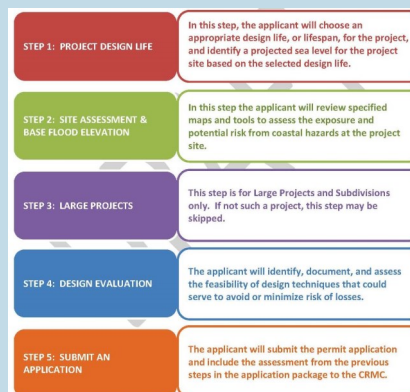 STEP 1: PROJECT DESIGN LIFE
In this step, the applicant will choose an
appropriate design life, or lifespan, for the project,
and identify a projected sea level for the project
site based on the selected design life.
STEP 2: SITE ASSESSMENT &
BASE FLOOD ELEVATION
In this step the applicant will review specified
maps and tools to assess the exposure and
potential risk from coastal hazards at the project
site.
STEP 3: LARGE PROJECTS
This step is for Large Projects and Subdivisions
only. If not such a project, this step may be
skipped.
STEP 4: DESIGN EVALUATION
The applicant will identify, document, and assess
the feasibility of design techniques that could
serve to avoid or minimize risk of losses.
STEP 5: SUBMIT AN
APPLICATION
The applicant will submit the permit application
and include the assessment from the previous
steps in the application package to the CRMC.